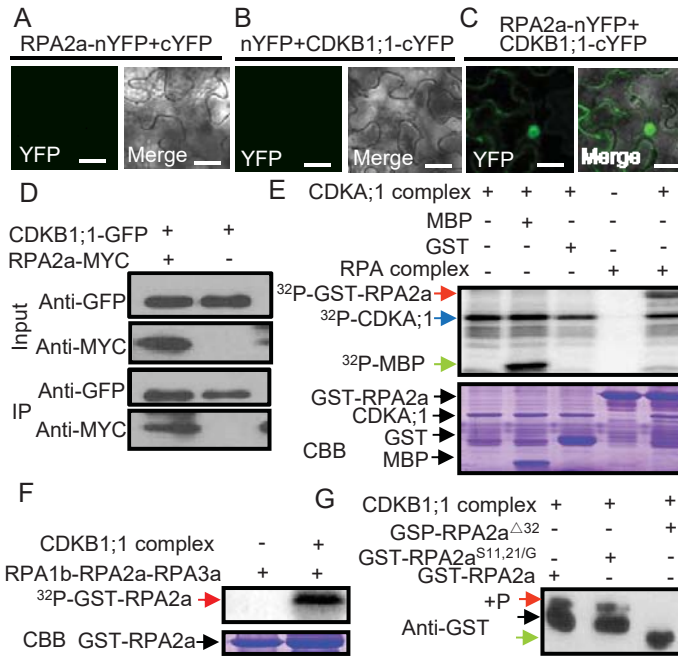 A
RPA2a-nYFP+cYFP
YFP
Merge
B
nYFP+CDKB1;1-cYFP
YFP
Merge
C
RPA2a-nYFP+
CDKB1;1-cYFP
YFP
Merge
D
CDKB1;1-GFP + +
RPA2a-MYC + -
Input
Anti-GFP
Anti-MYC
IP
Anti-GFP
Anti-MYC
E
CDKA;1 complex + + + - +
MBP - + - - -
GST - - + - -
RPA complex - - - + +
32P-GST-RPA2a
32P-CDKA;1
32P-MBP
GST-RPA2a
CDKA;1
GST
CBB
MBP
F
CDKB1;1 complex - +
RPA1b-RPA2a-RPA3a + +
32P-GST-RPA2a
CBB GST-RPA2a
G
CDKB1;1 complex + + +
GSP-RPA2a△32 - - +
GST-RPA2aS11,21/G - + -
GST-RPA2a + - -
+P
Anti-GST